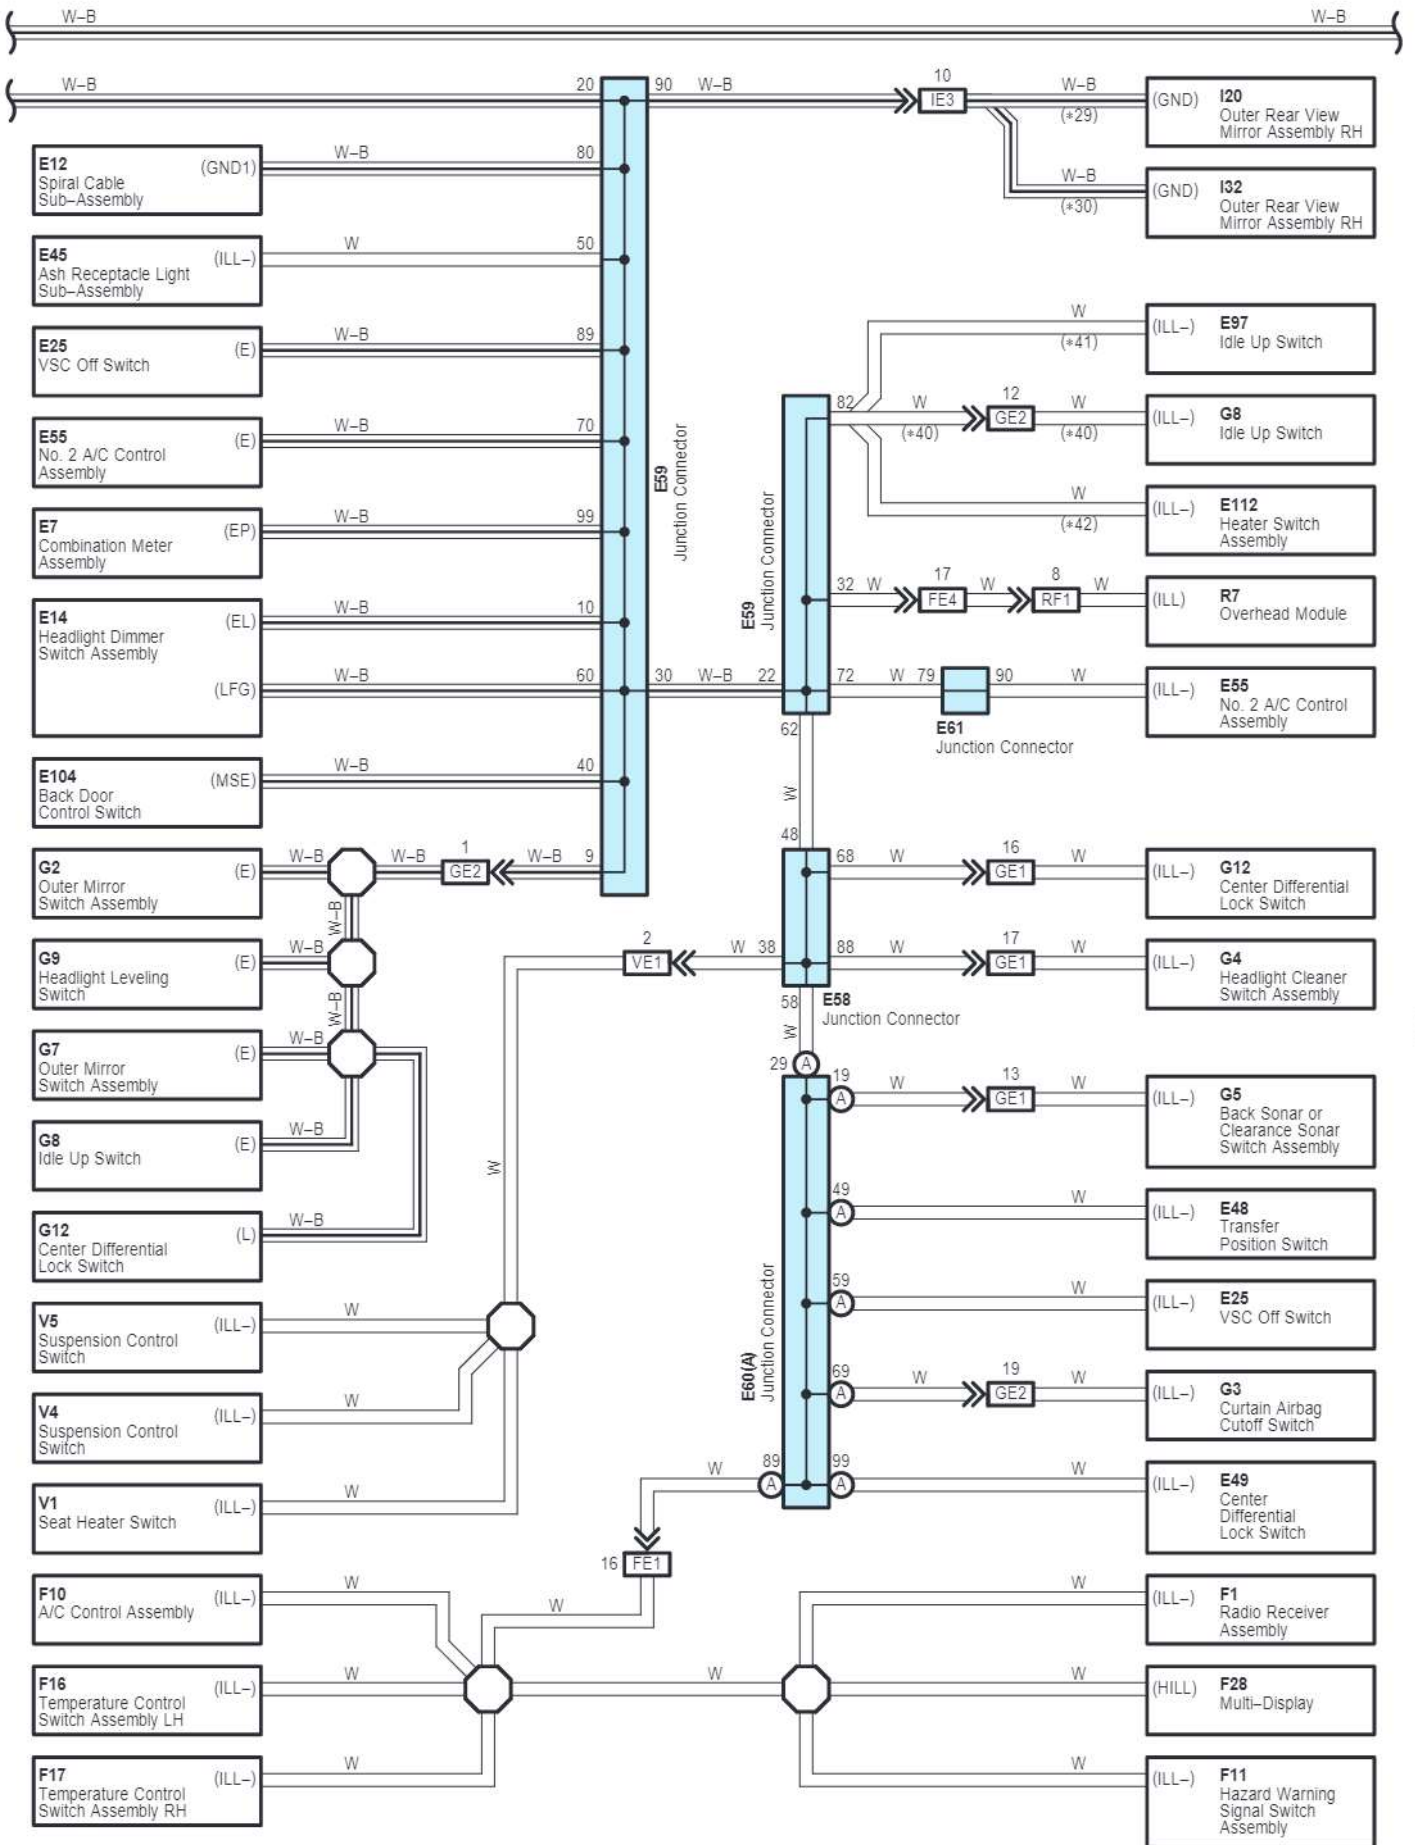 W–B W–B
W–B 20 90 W–B 10 IE3 W–B (∗29) (GND) I20
Outer Rear View
Mirror Assembly RH
E12 (GND1) W–B 80
Spiral Cable
Sub–Assembly
W–B (∗30) (GND) I32
Outer Rear View
Mirror Assembly RH
E45 (ILL–) W 50
Ash Receptacle Light
Sub–Assembly
W (∗41) (ILL–) E97
Idle Up Switch
E25 (E) W–B 89
VSC Off Switch
82 W (∗40) 12 GE2 W (∗40) (ILL–) G8
Idle Up Switch
E55 (E) W–B 70
No. 2 A/C Control
Assembly
E59
Junction Connector
W (∗42) (ILL–) E112
Heater Switch
Assembly
E7 (EP) W–B 99
Combination Meter
Assembly
E59
Junction Connector
32 W 17 FE4 W 8 RF1 W (ILL) R7
Overhead Module
E14 (EL) W–B 10
Headlight Dimmer
Switch Assembly
(LFG) W–B 60 30 W–B 22 72 W 79 90 W (ILL–) E55
No. 2 A/C Control
Assembly
E61
Junction Connector
62
W
48
E104 (MSE) W–B 40
Back Door
Control Switch
G2 (E) W–B W–B 1 GE2 W–B 9
Outer Mirror
Switch Assembly
68 W 16 GE1 W (ILL–) G12
Center Differential
Lock Switch
W–B
G9 (E) W–B
Headlight Leveling
Switch
2 VE1 W 38 88 W 17 GE1 W (ILL–) G4
Headlight Cleaner
Switch Assembly
W–B
58 E58
Junction Connector
W
29 A
G7 (E) W–B
Outer Mirror
Switch Assembly
19 A W 13 GE1 W (ILL–) G5
Back Sonar or
Clearance Sonar
Switch Assembly
G8 (E) W–B
Idle Up Switch
W
49 A W (ILL–) E48
Transfer
Position Switch
G12 (L) W–B
Center Differential
Lock Switch
59 A W (ILL–) E25
VSC Off Switch
V5 (ILL–) W
Suspension Control
Switch
E60(A)
Junction Connector
69 A W 19 GE2 W (ILL–) G3
Curtain Airbag
Cutoff Switch
V4 (ILL–) W
Suspension Control
Switch
W 89 A 99 A W (ILL–) E49
Center
Differential
Lock Switch
V1 (ILL–) W
Seat Heater Switch
16 FE1
F10 (ILL–) W
A/C Control Assembly
W
W (ILL–) F1
Radio Receiver
Assembly
F16 (ILL–) W W W (HILL) F28
Temperature Control
Switch Assembly LH
Multi–Display
F17 (ILL–) W
Temperature Control
Switch Assembly RH
W (ILL–) F11
Hazard Warning
Signal Switch
Assembly